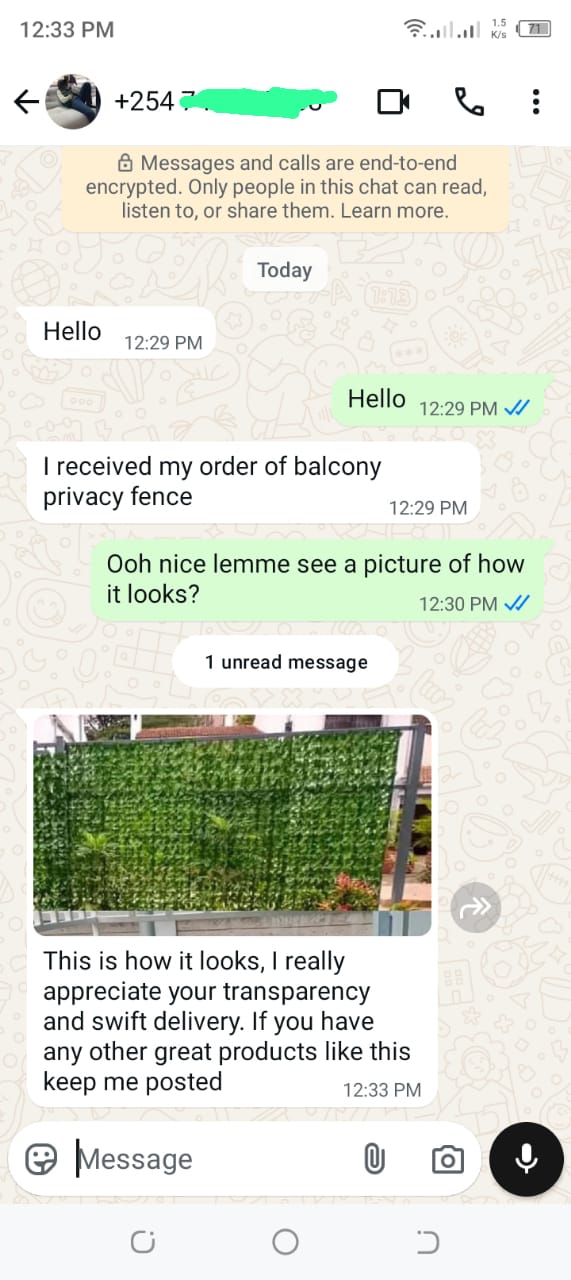 12:33 PM
1.5
K/s
71
+254 7
Messages and calls are end-to-end
encrypted. Only people in this chat can read,
listen to, or share them. Learn more.
Today
Hello 12:29 PM
Hello 12:29 PM
I received my order of balcony
privacy fence
12:29 PM
Ooh nice lemme see a picture of how
it looks?
12:30 PM
1 unread message
This is how it looks, I really
appreciate your transparency
and swift delivery. If you have
any other great products like this
keep me posted
12:33 PM
Message